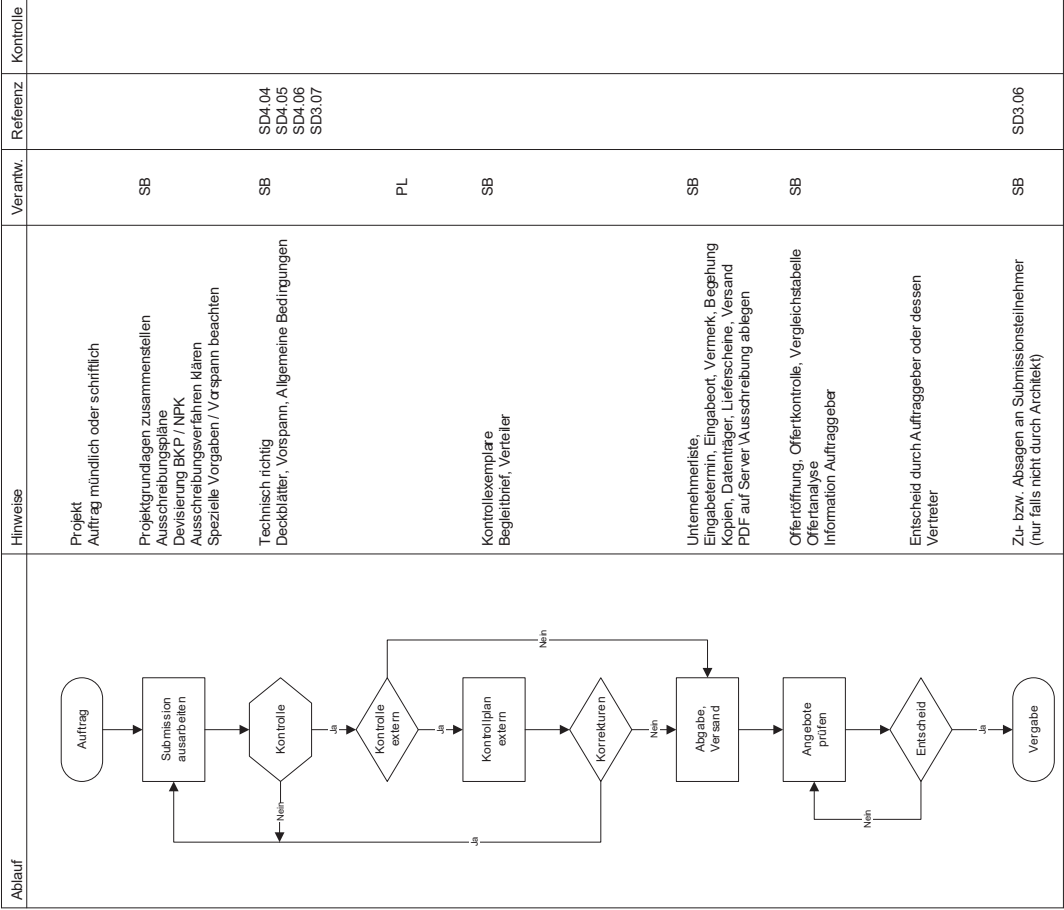 Ablauf
Hinweise
Verantw.
Referenz
Kontrolle
Auftrag
Projekt
Auftrag mündlich oder schriftlich
Submission
ausarbeiten
Projektgrundlagen zusammenstellen
Ausschreibungspläne
Devisierung BKP / NPK
Ausschreibungsverfahren klären
Spezielle Vorgaben / Vorspann beachten
SB
Kontrolle
Nein
Ja
Technisch richtig
Deckblätter, Vorspann, Allgemeine Bedingungen
SB
SD4.04
SD4.05
SD4.06
SD3.07
Kontrolle
extern
Ja
Nein
PL
Kontrollplan
extern
Kontrollexemplare
Begleitbrief, Verteiler
SB
Korrekturen
Ja
Nein
Abgabe,
Versand
Unternehmerliste,
Eingabetermin, Eingabeort, Vermerk, Begehung
Kopien, Datenträger, Lieferscheine, Versand
PDF auf Server \Ausschreibung ablegen
SB
Angebote
prüfen
Offertöffnung, Offertkontrolle, Vergleichstabelle
Offertanalyse
Information Auftraggeber
SB
Entscheid
Nein
Ja
Entscheid durch Auftraggeber oder dessen
Vertreter
Vergabe
Zu- bzw. Absagen an Submissionsteilnehmer
(nur falls nicht durch Architekt)
SB
SD3.06